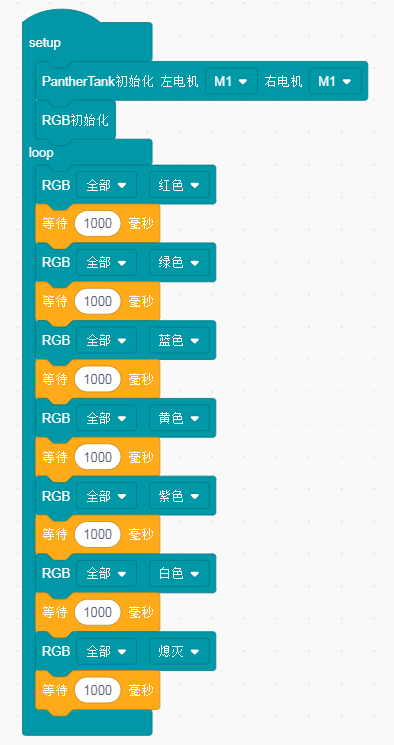 setup
PantherTank初始化 左电机 M1 右电机 M1
RGB初始化
loop
RGB 全部 红色
等待 1000 毫秒
RGB 全部 绿色
等待 1000 毫秒
RGB 全部 蓝色
等待 1000 毫秒
RGB 全部 黄色
等待 1000 毫秒
RGB 全部 紫色
等待 1000 毫秒
RGB 全部 白色
等待 1000 毫秒
RGB 全部 熄灭
等待 1000 毫秒